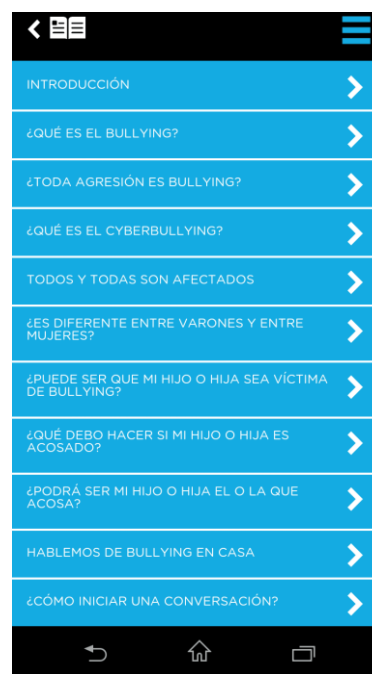 INTRODUCCIÓN
¿QUÉ ES EL BULLYING?
¿TODA AGRESIÓN ES BULLYING?
¿QUÉ ES EL CYBERBULLYING?
TODOS Y TODAS SON AFECTADOS
¿ES DIFERENTE ENTRE VARONES Y ENTRE
MUJERES?
¿PUEDE SER QUE MI HIJO O HIJA SEA VÍCTIMA
DE BULLYING?
¿QUÉ DEBO HACER SI MI HIJO O HIJA ES
ACOSADO?
¿PODRÁ SER MI HIJO O HIJA EL O LA QUE
ACOSA?
HABLEMOS DE BULLYING EN CASA
¿CÓMO INICIAR UNA CONVERSACIÓN?